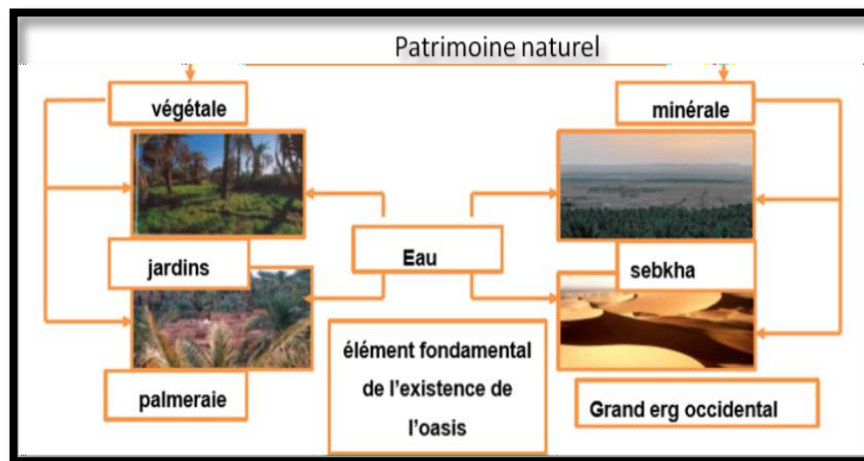 Patrimoine naturel
végétale
minérale
jardins
Eau
sebkha
élément fondamental
de l'existence de
l'oasis
palmeraie
Grand erg occidental